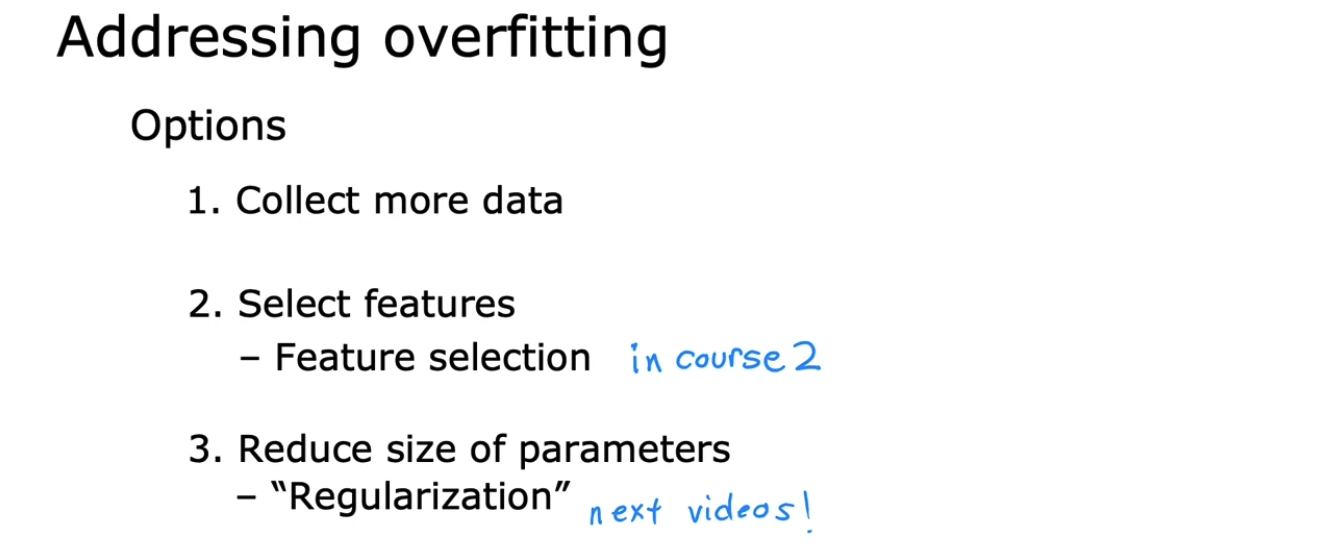 Addressing overfitting
Options
1. Collect more data
2. Select features
– Feature selection in course 2
3. Reduce size of parameters
– “Regularization” next videos!